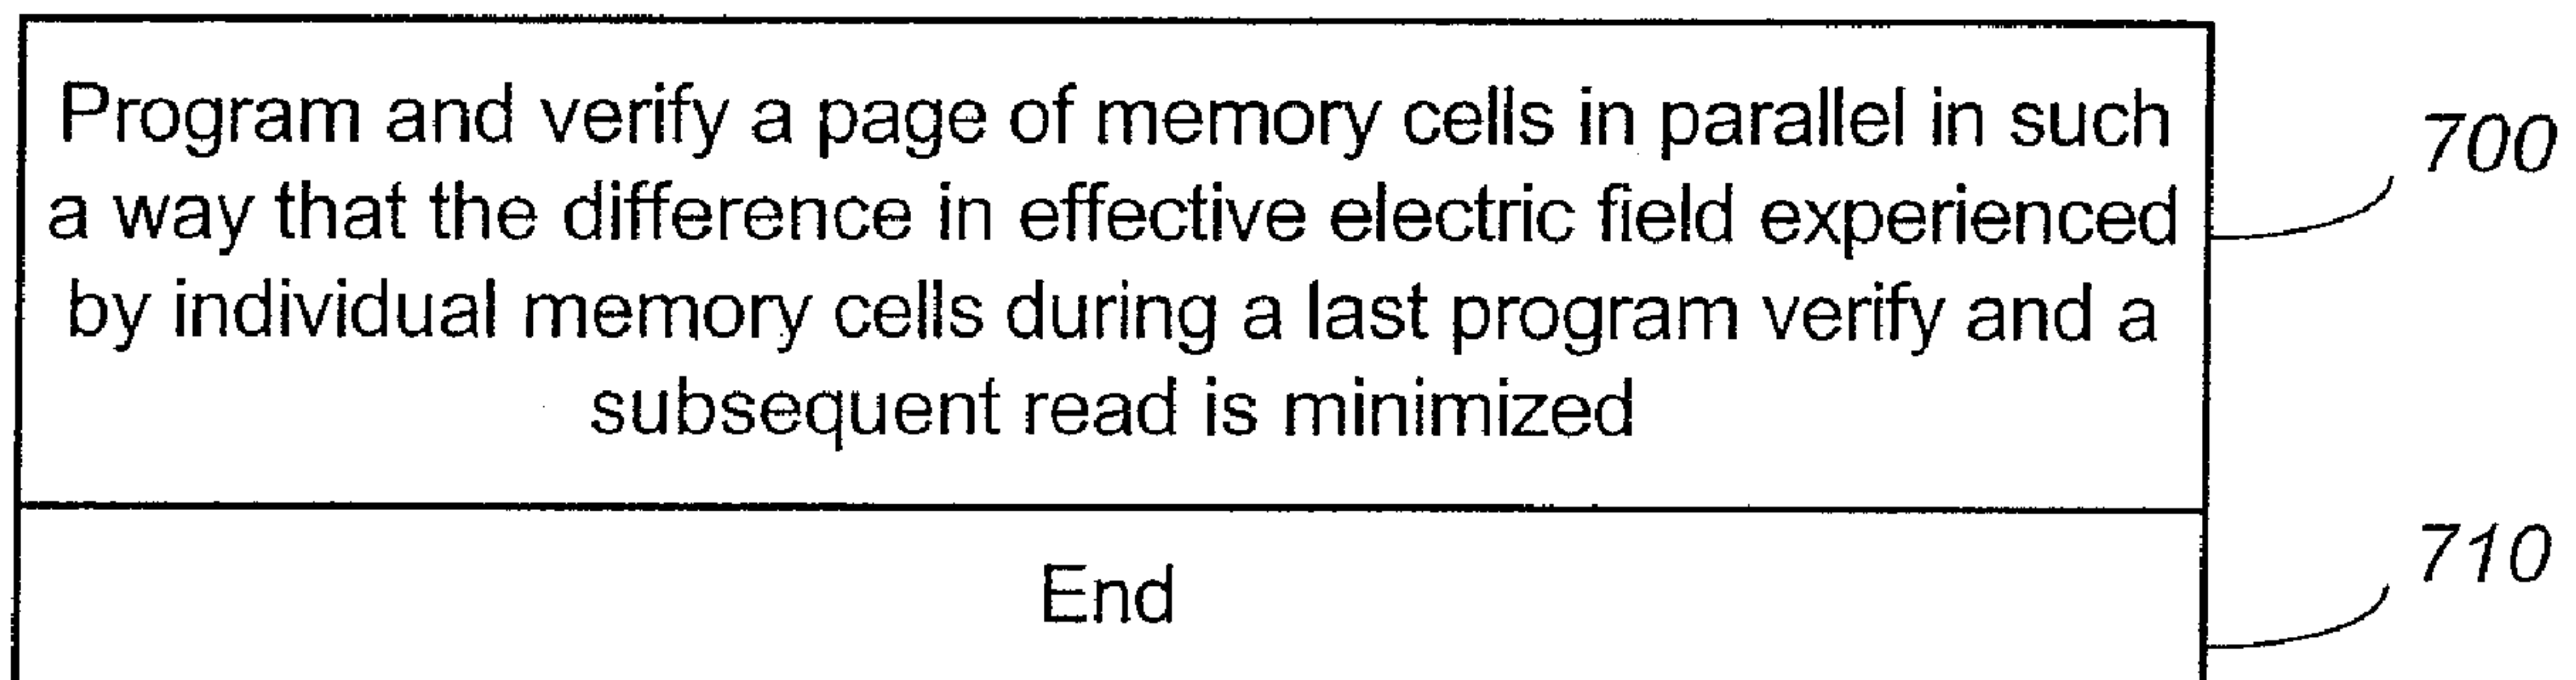 Program and verify a page of memory cells in parallel in such
700
a way that the difference in effective electric field experienced
by individual memory cells during a last program verify and a
subsequent read is minimized
710
End